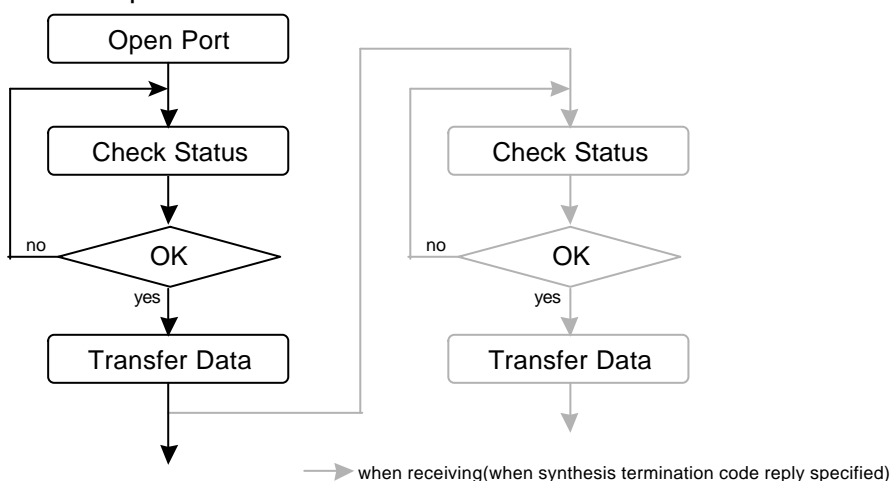 Open Port
Check Status
no
OK
yes
Transfer Data
Check Status
no
OK
yes
Transfer Data
when receiving(when synthesis termination code reply specified)